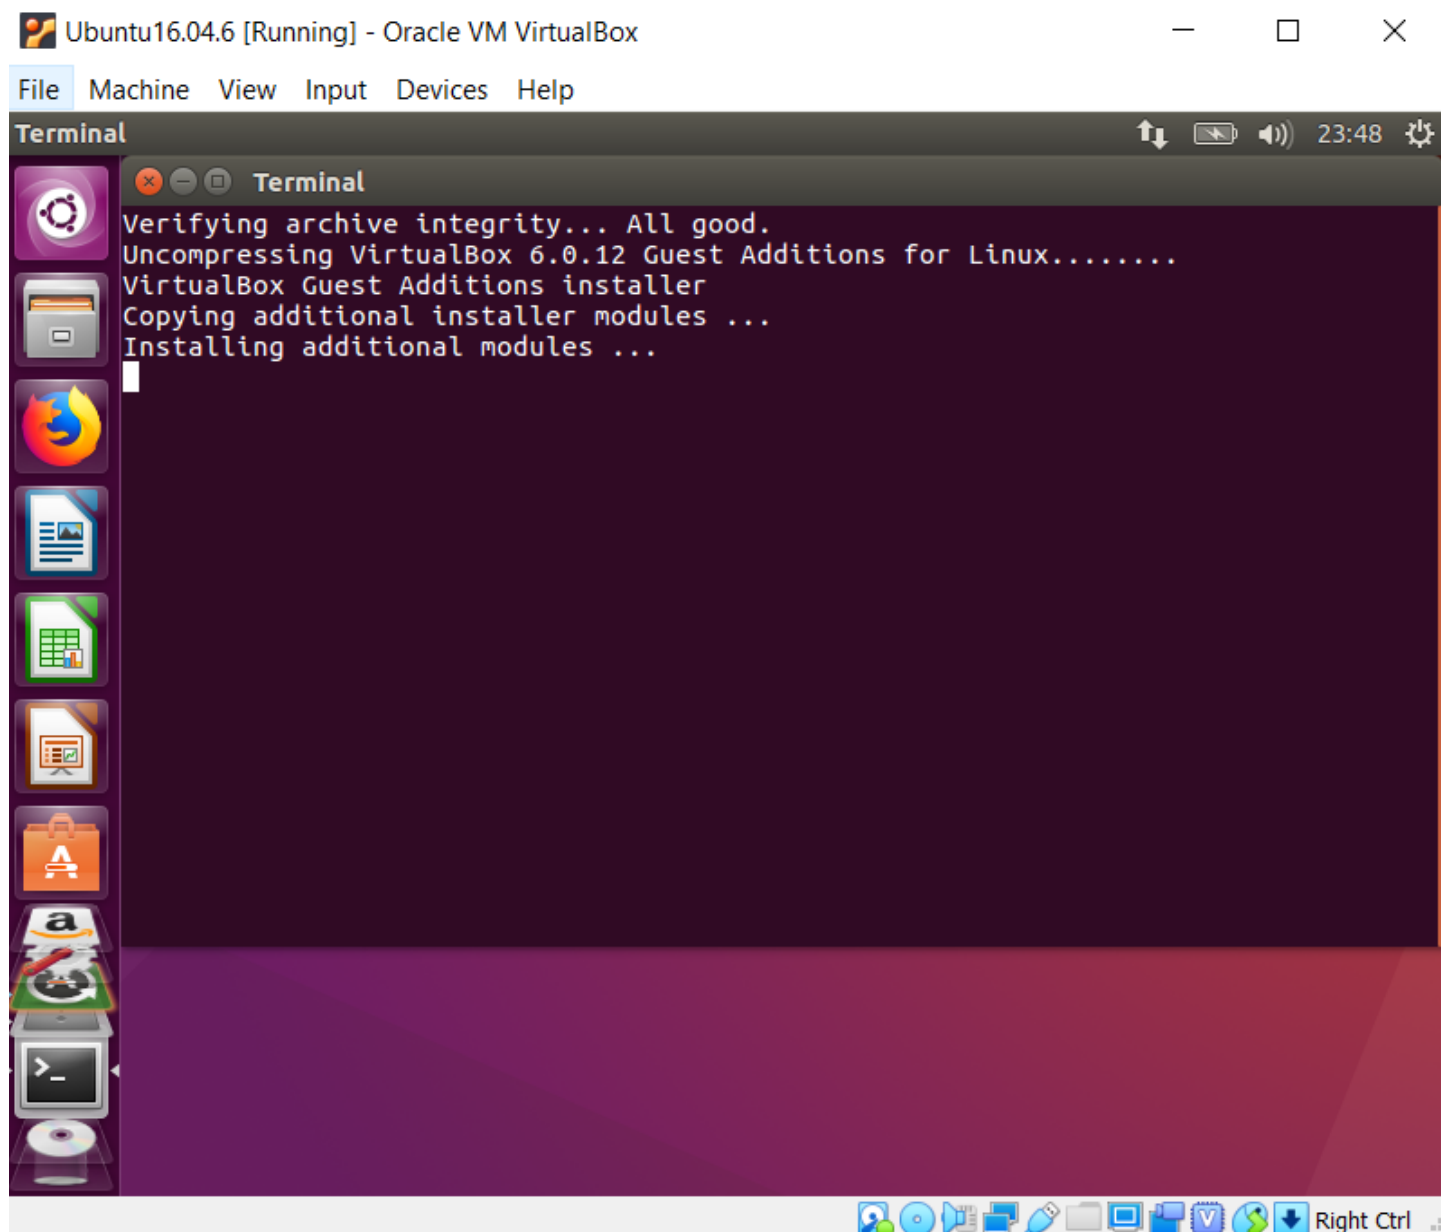 Ubuntu16.04.6 [Running] - Oracle VM VirtualBox
File Machine View Input Devices Help
Terminal 23:48
Terminal
Verifying archive integrity... All good.
Uncompressing VirtualBox 6.0.12 Guest Additions for Linux........
VirtualBox Guest Additions installer
Copying additional installer modules ...
Installing additional modules ...
a
>_
Right Ctrl